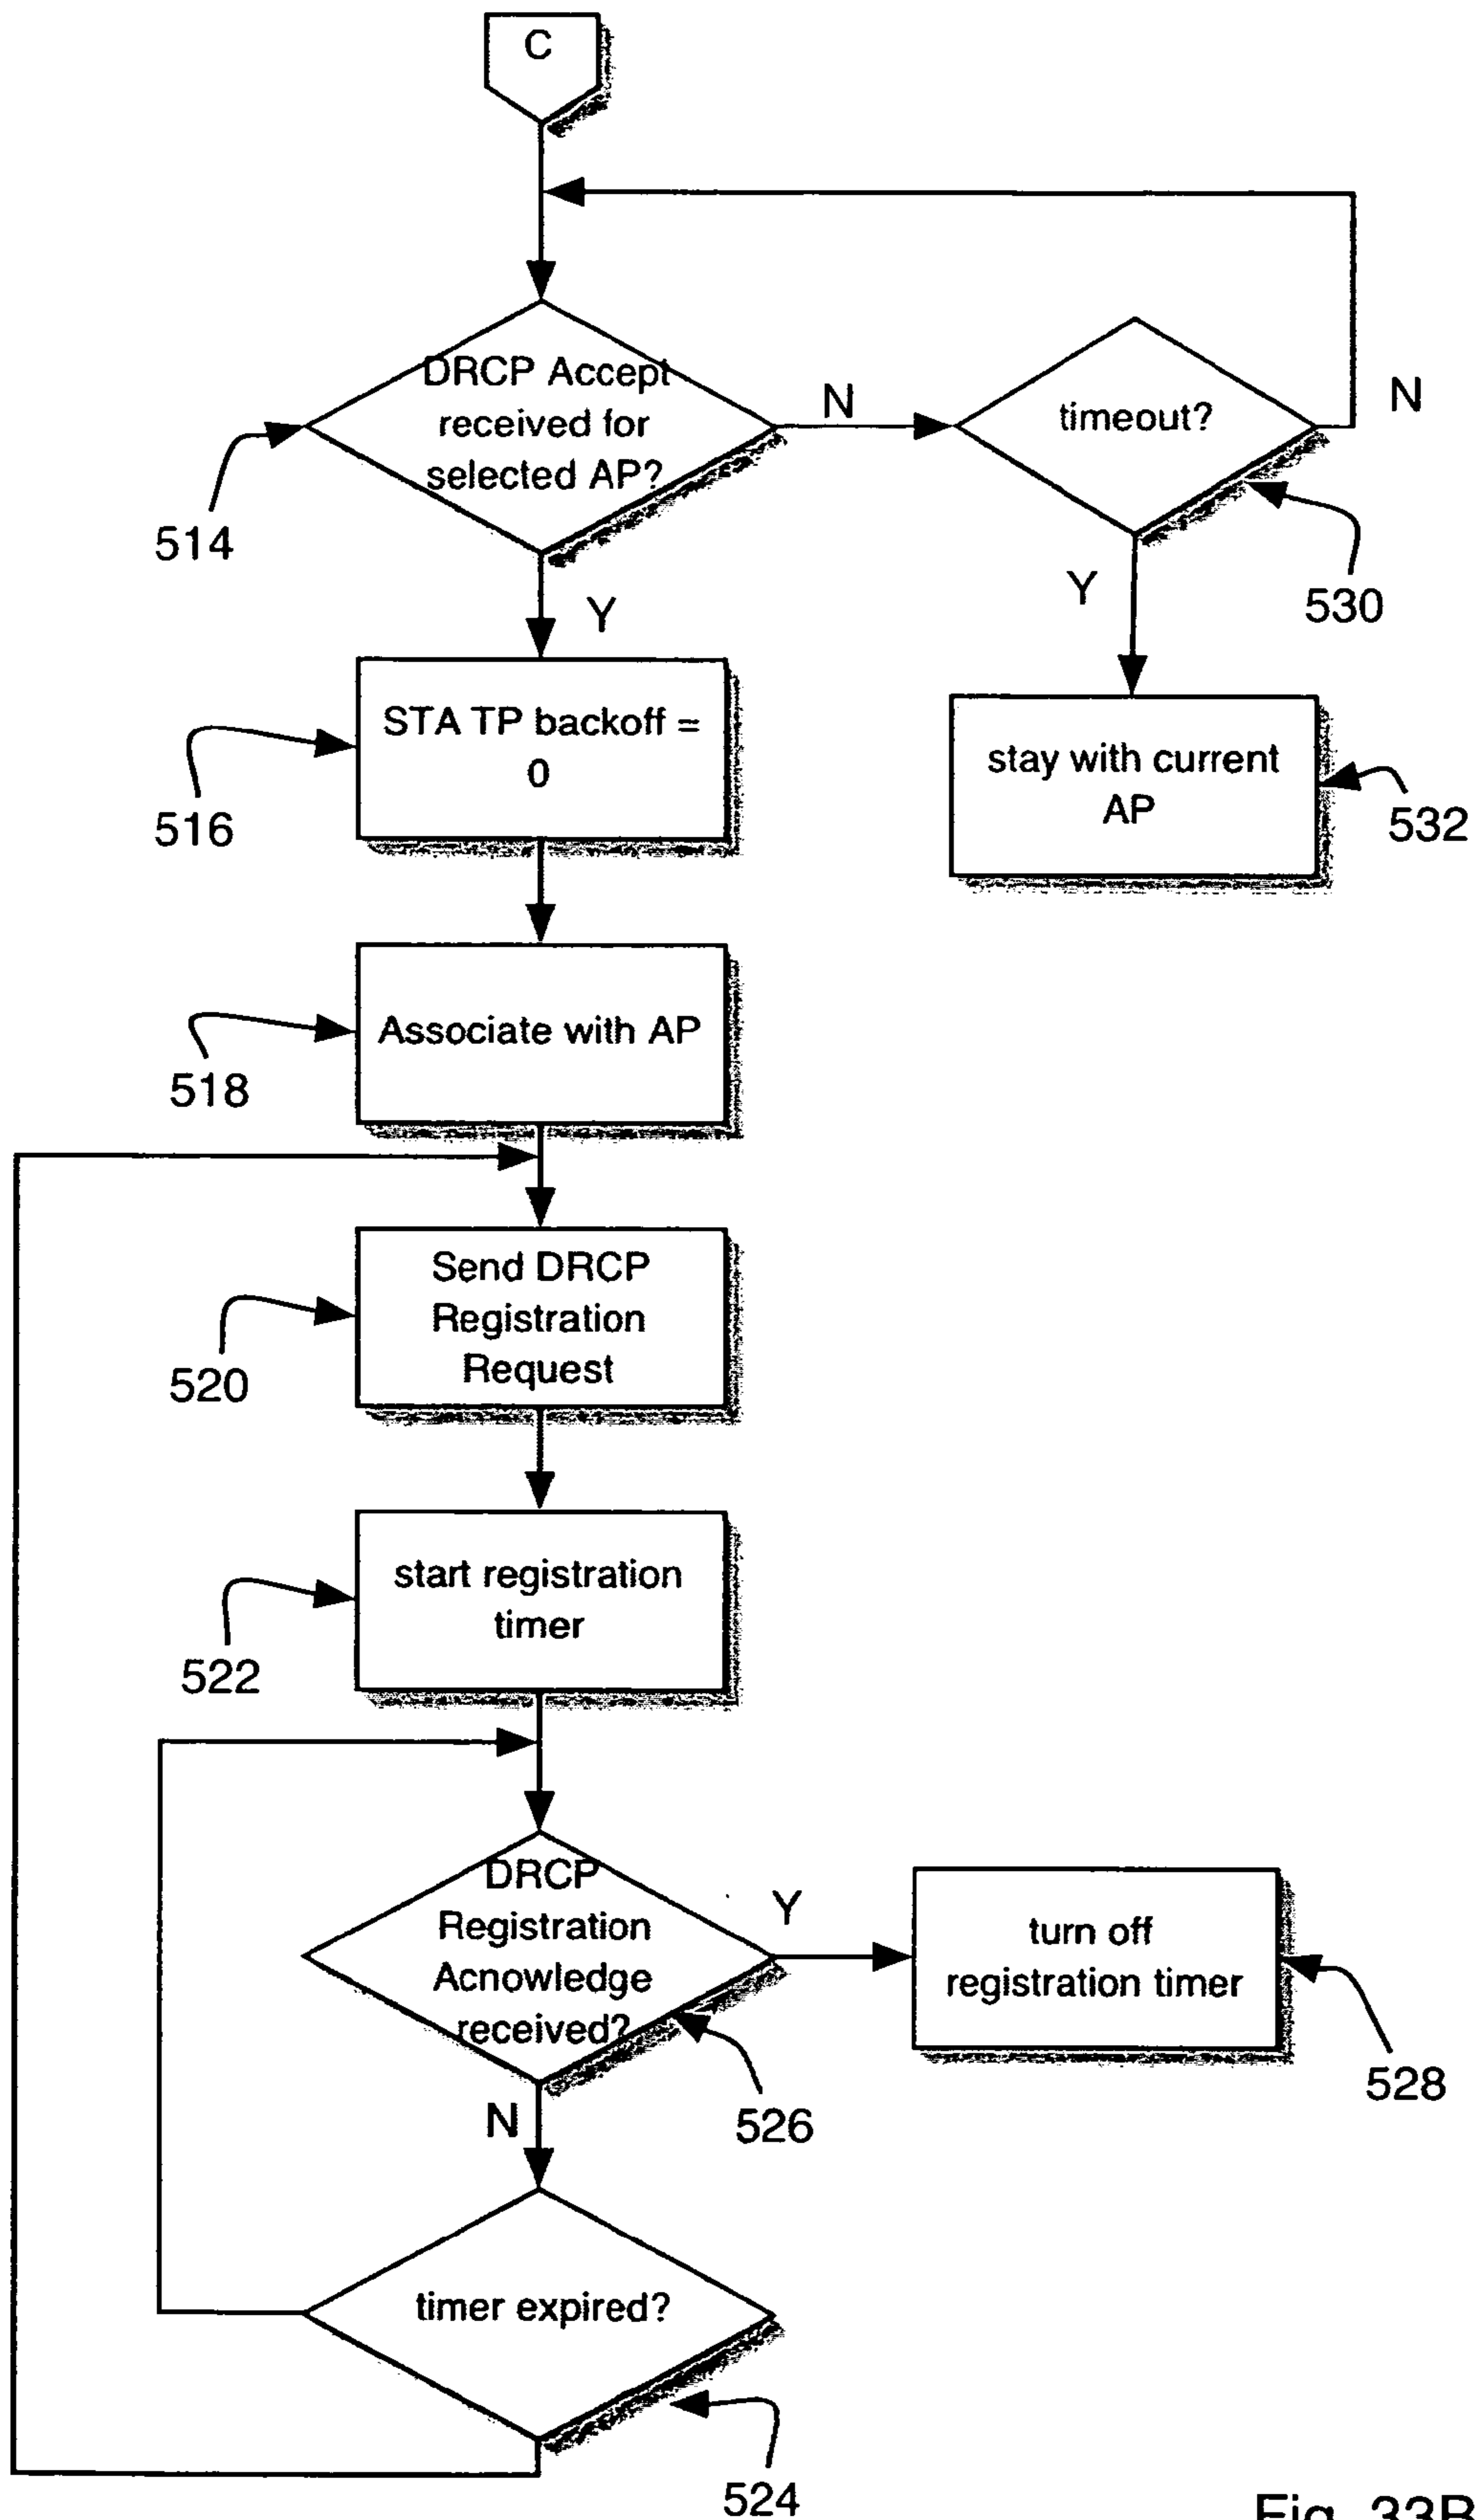 C
DRCP Accept
received for
selected AP?
N
timeout?
N
514
Y
Y
530
STA TP backoff =
0
516
stay with current
AP
532
Associate with AP
518
Send DRCP
Registration
Request
520
start registration
timer
522
DRCP
Registration
Acnowledge
received?
Y
turn off
registration timer
526
528
N
timer expired?
524
Fig. 33B